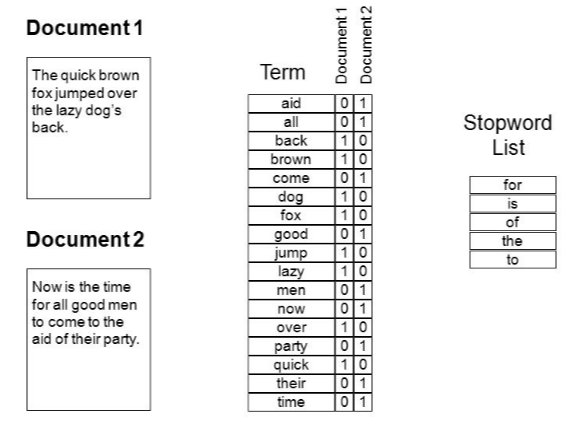 Document 1
The quick brown
fox jumped over
the lazy dog's
back.
Document 2
Now is the time
for all good men
to come to the
aid of their party.
Term Document 1 Document 2
aid 0 1
all 0 1
back 1 0
brown 1 0
come 0 1
dog 1 0
fox 1 0
good 0 1
jump 1 0
lazy 1 0
men 0 1
now 0 1
over 1 0
party 0 1
quick 1 0
their 0 1
time 0 1
Stopword
List
for
is
of
the
to